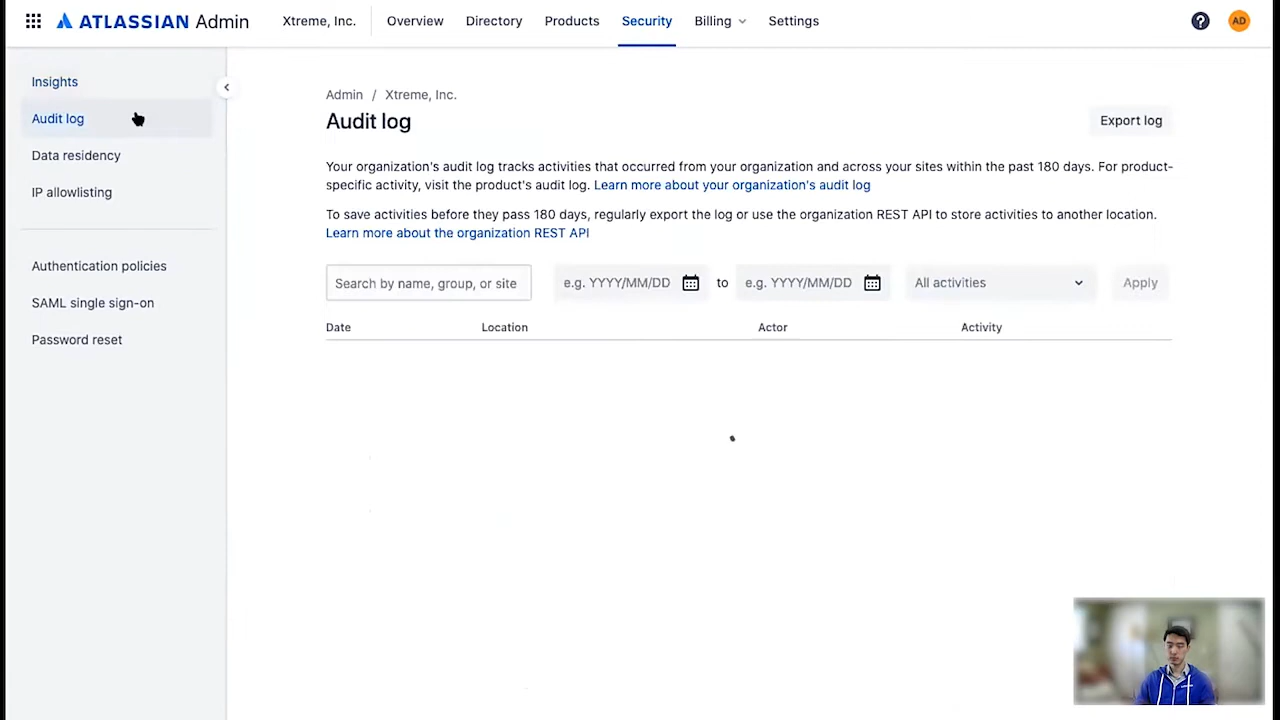 ATLASSIAN Admin
Xtreme, Inc.
Overview
Directory
Products
Security
Billing
Settings
?
AD
Insights
Audit log
Data residency
IP allowlisting
Authentication policies
SAML single sign-on
Password reset
Admin / Xtreme, Inc.
Audit log
Export log
Your organization's audit log tracks activities that occurred from your organization and across your sites within the past 180 days. For product-
specific activity, visit the product's audit log. Learn more about your organization's audit log
To save activities before they pass 180 days, regularly export the log or use the organization REST API to store activities to another location.
Learn more about the organization REST API
Search by name, group, or site
e.g. YYYY/MM/DD
to
e.g. YYYY/MM/DD
All activities
Apply
Date
Location
Actor
Activity